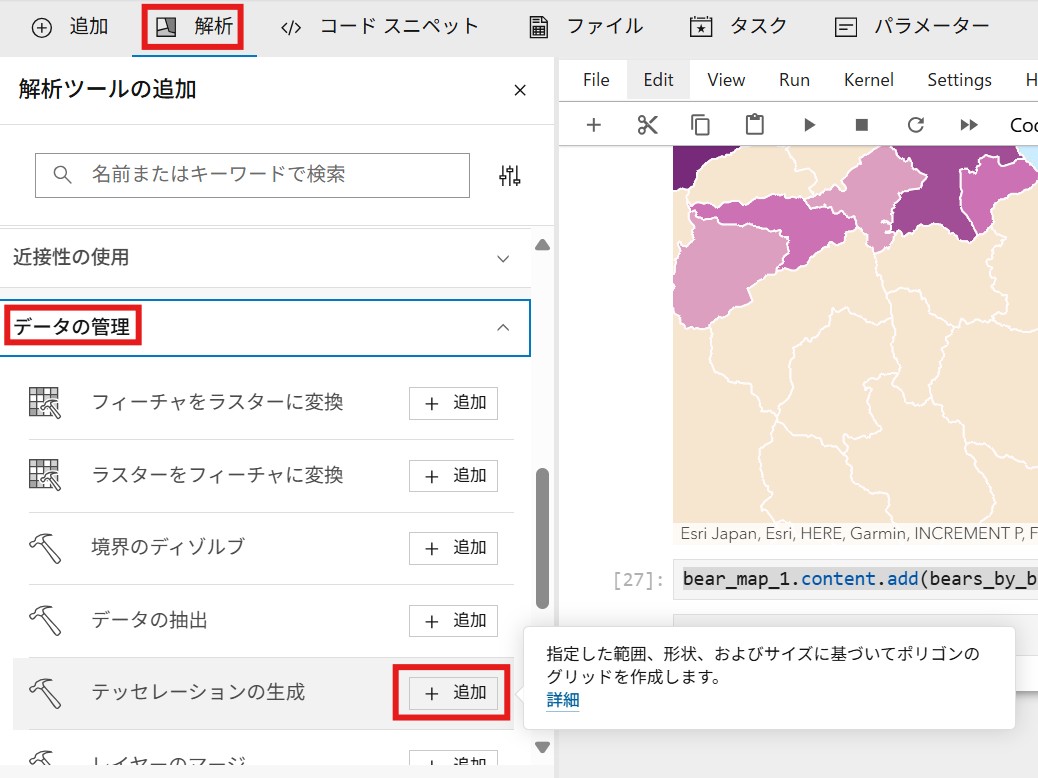 追加 解析 コード スニペット ファイル タスク パラメーター
解析ツールの追加
名前またはキーワードで検索
近接性の使用
データの管理
フィーチャをラスターに変換 + 追加
ラスターをフィーチャに変換 + 追加
境界のディゾルブ + 追加
データの抽出 + 追加
テッセレーションの生成 + 追加
レイヤーのマージ + 追加
File Edit View Run Kernel Settings H
Coc
Esri Japan, Esri, HERE, Garmin, INCREMENT P, F
[27]: bear_map_1.content.add(bears_by_b
指定した範囲、形状、およびサイズに基づいてポリゴンの
グリッドを作成します。
詳細